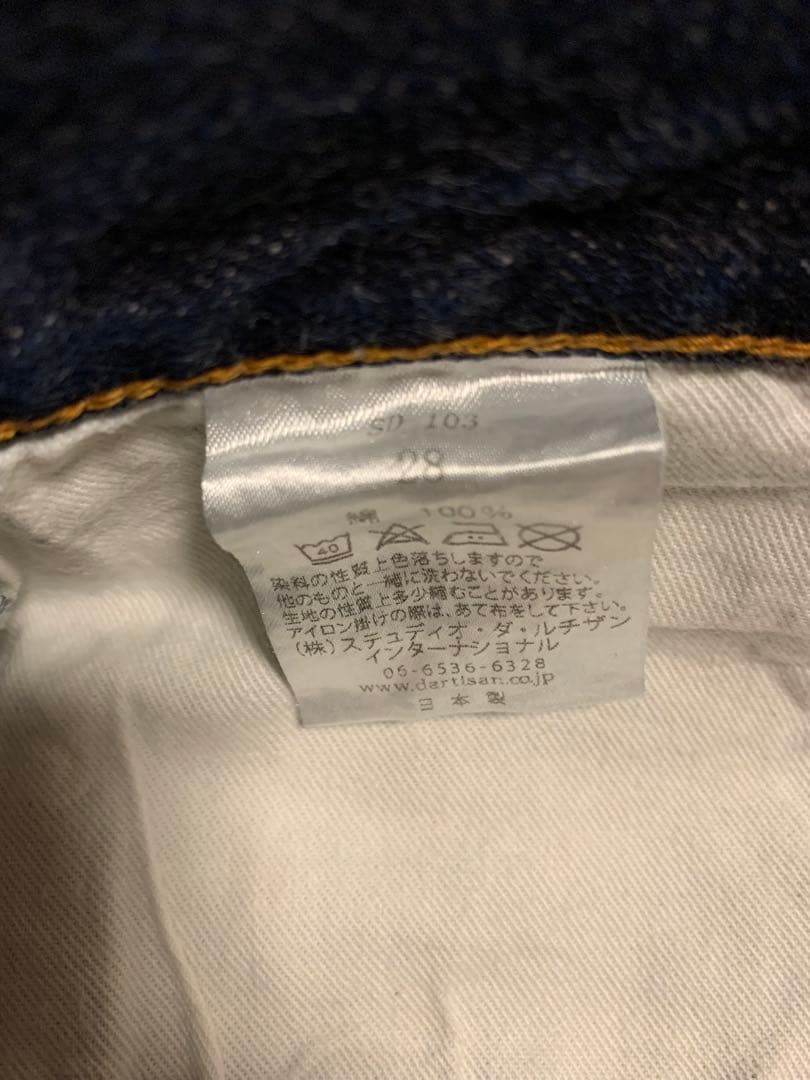 SD 103
28
綿 100%
40
染料の性質上色落ちしますので
他のものと一緒に洗わないでください。
生地の性質上多少縮むことがあります。
アイロン掛けの際は、あて布をして下さい。
(株)ステュディオ・ダ・ルチザン
インターナショナル
06-6536-6328
www.dartisan.co.jp
日本製